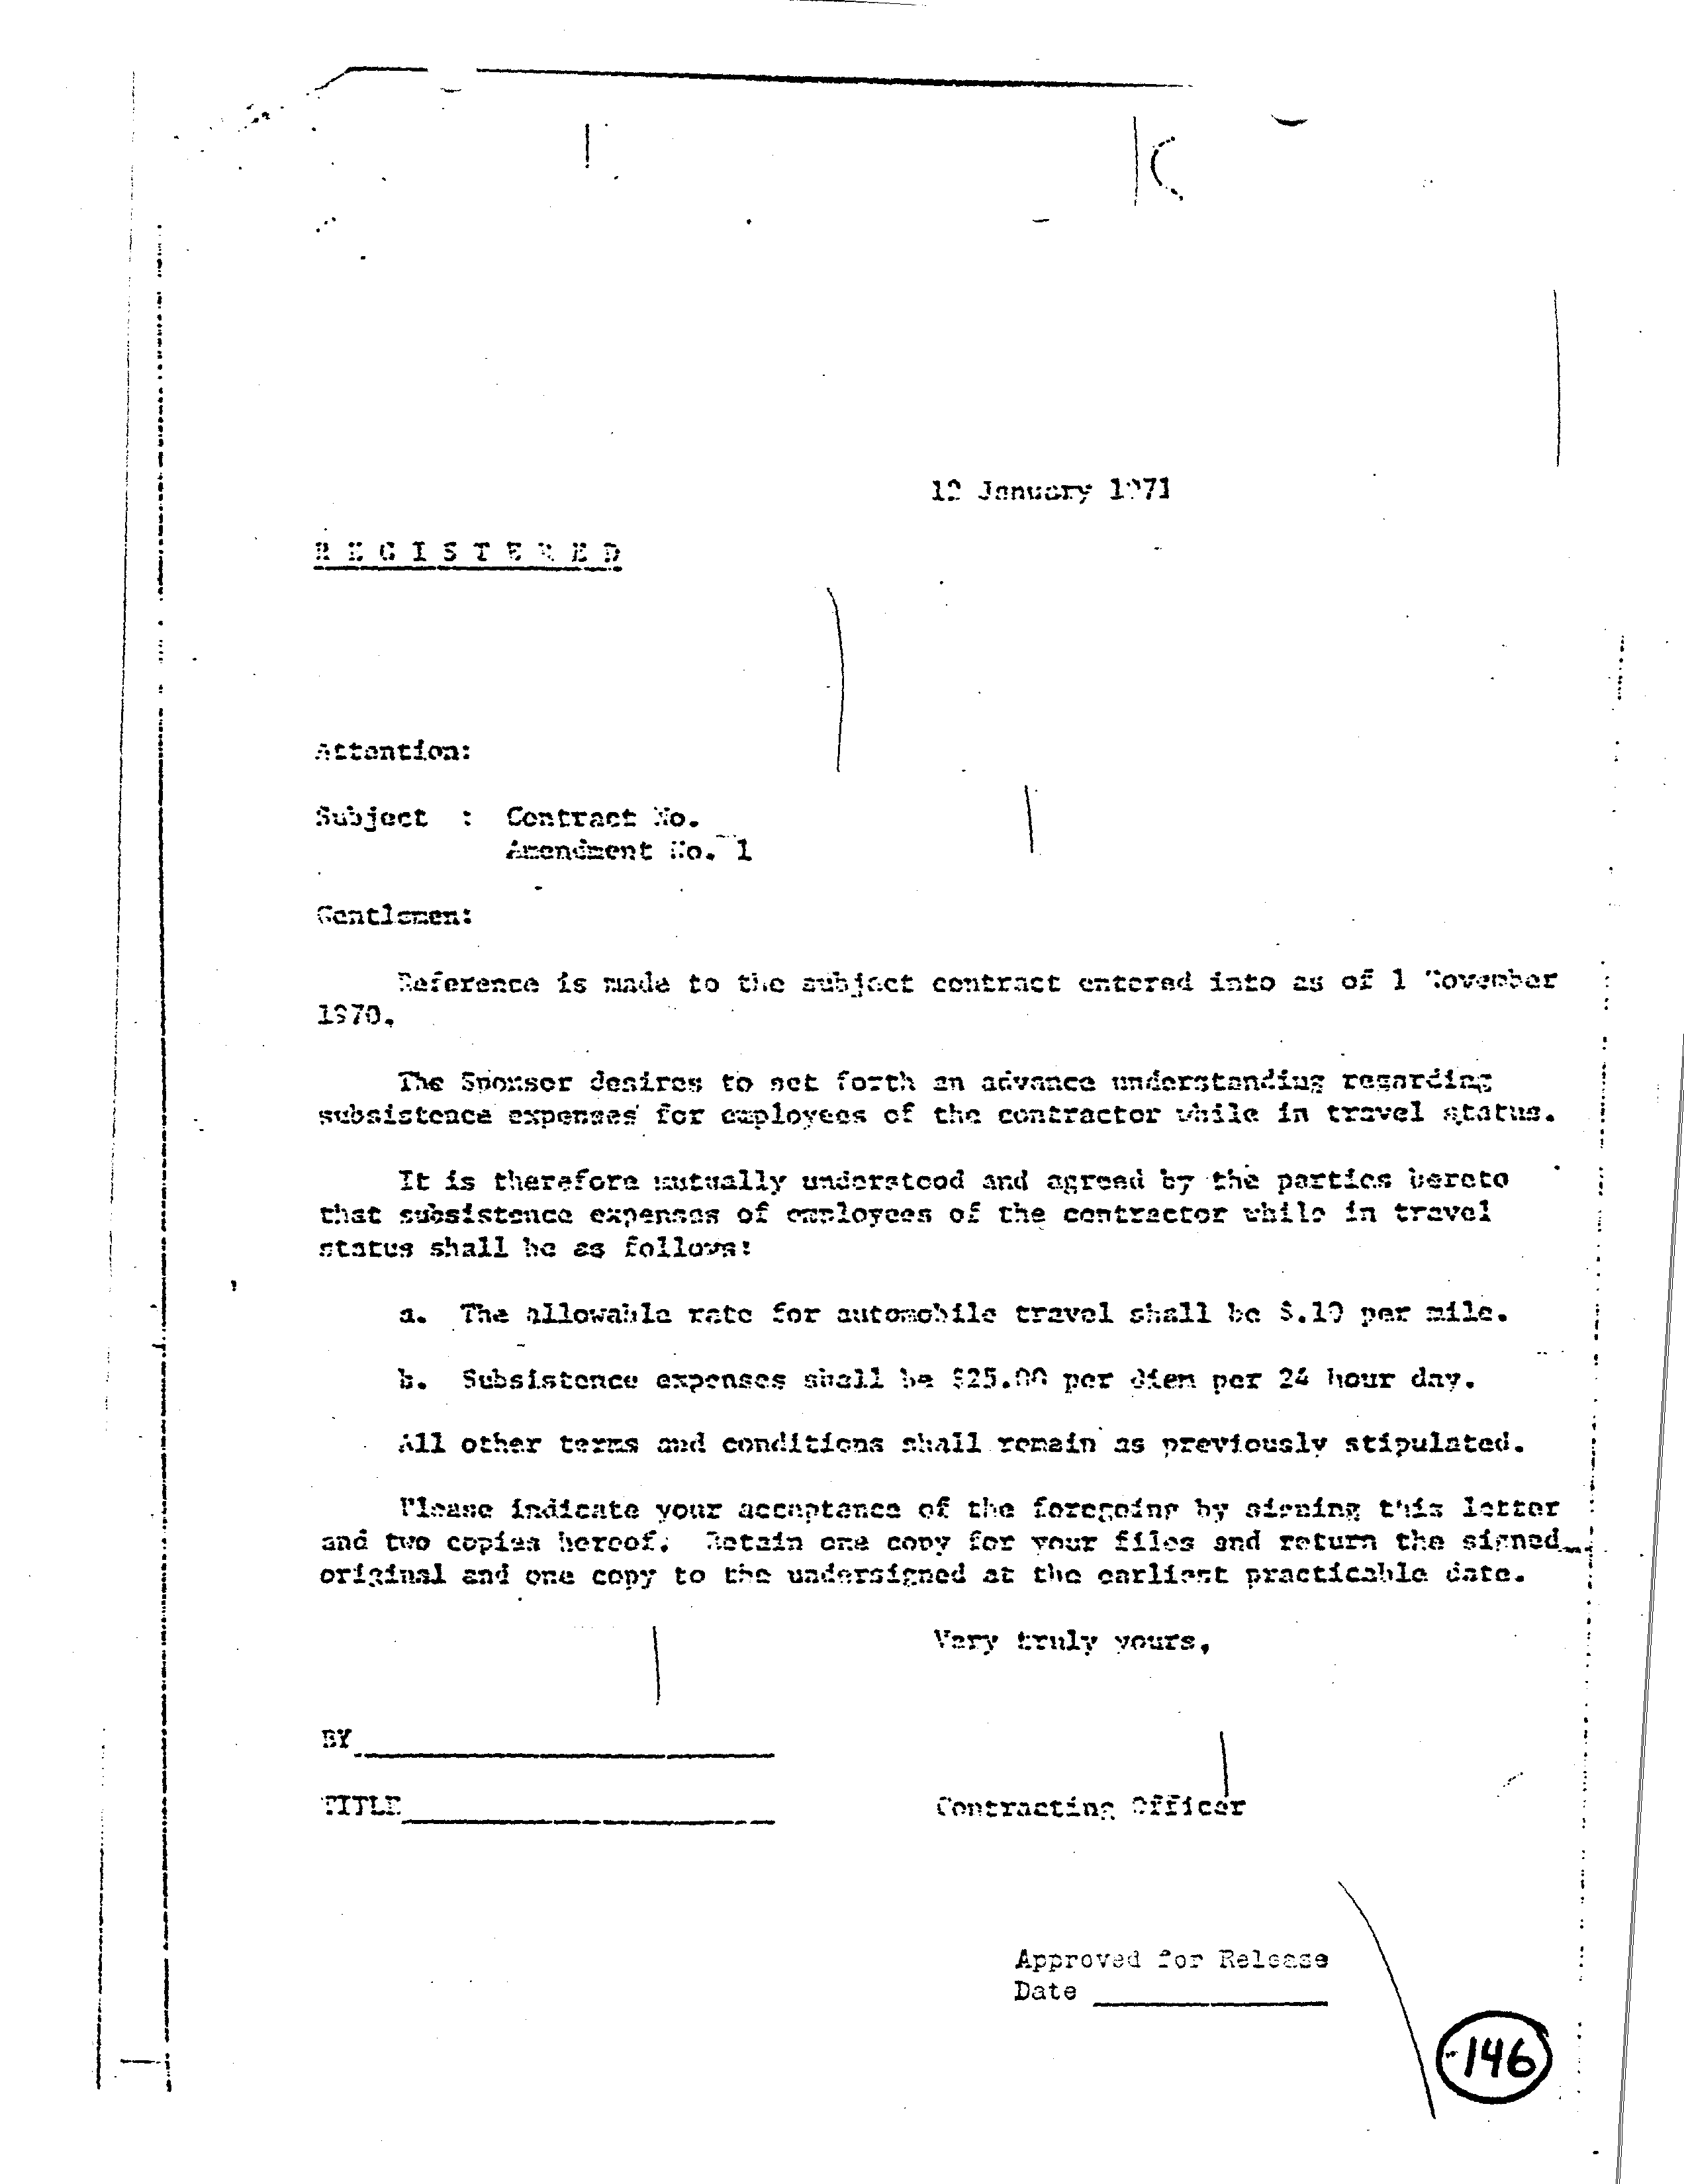 12 January 1971
R E G I S T E R E D
Attention:
Subject : Contract No.
Amendment No. 1
Gentlemen:
Reference is made to the subject contract entered into as of 1 November
1970.
The Sponsor desires to set forth an advance understanding regarding
subsistence expenses for employees of the contractor while in travel status.
It is therefore mutually understood and agreed by the parties hereto
that subsistence expenses of employees of the contractor while in travel
status shall be as follows:
a. The allowable rate for automobile travel shall be $.10 per mile.
b. Subsistence expenses shall be $25.00 per diem per 24 hour day.
All other terms and conditions shall remain as previously stipulated.
Please indicate your acceptance of the foregoing by signing this letter
and two copies hereof. Retain one copy for your files and return the signed
original and one copy to the undersigned at the earliest practicable date.
Very truly yours,
BY
TITLE
Contracting Officer
Approved for Release
Date
146